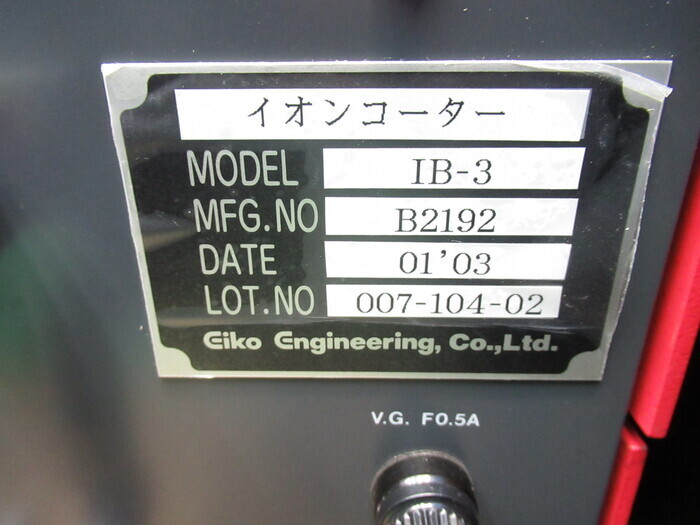 イオンコーター
MODEL IB-3
MFG.NO B2192
DATE 01'03
LOT.NO 007-104-02
Eiko Engineering, Co.,Ltd.
V.G. F0.5A